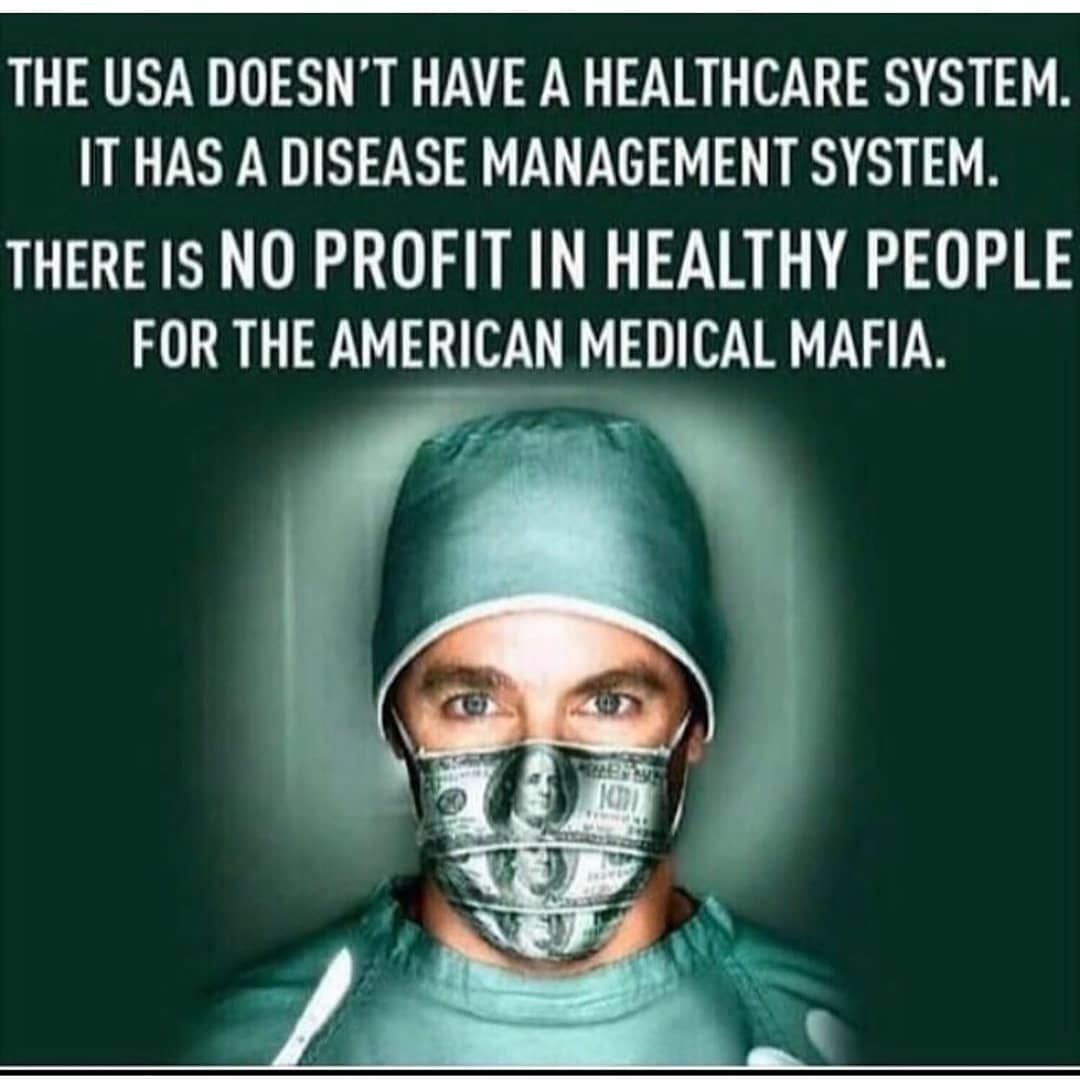 THE USA DOESN'T HAVE A HEALTHCARE SYSTEM.
IT HAS A DISEASE MANAGEMENT SYSTEM.
THERE IS NO PROFIT IN HEALTHY PEOPLE
FOR THE AMERICAN MEDICAL MAFIA.